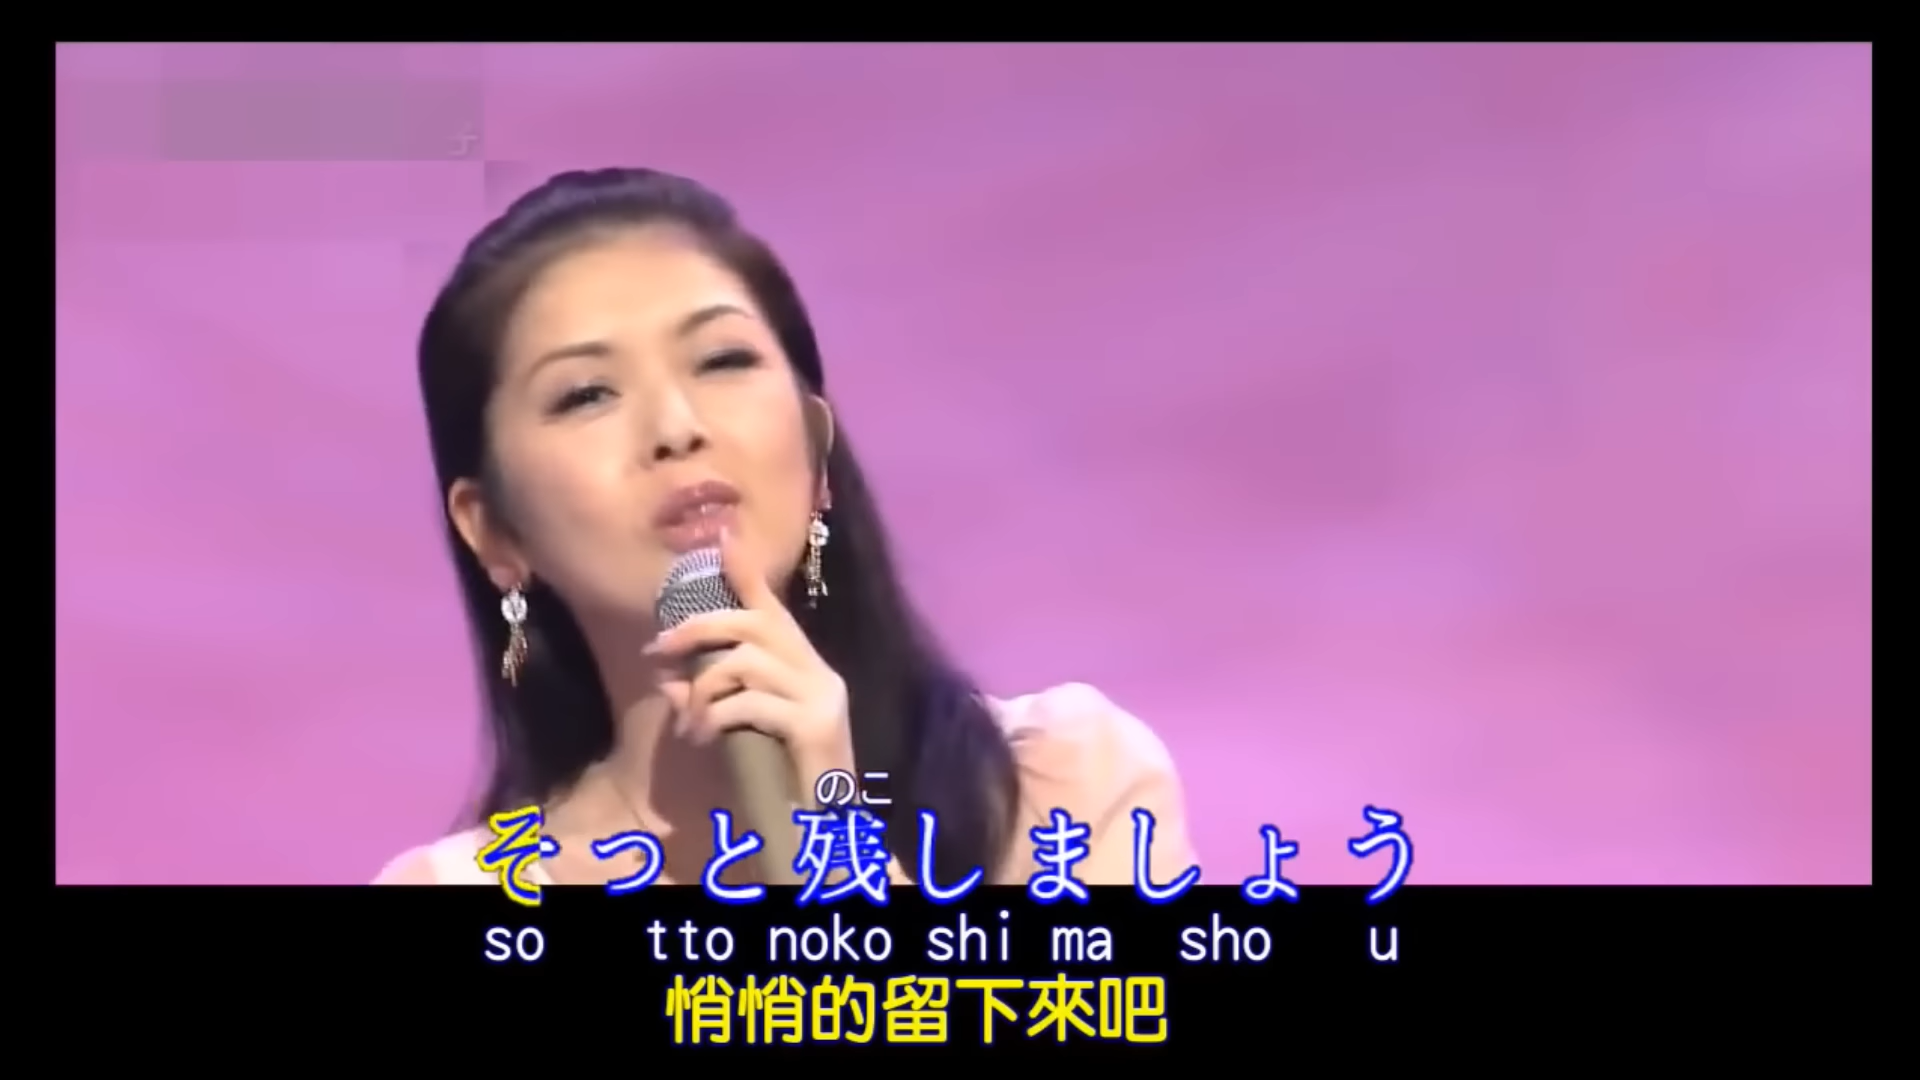 子
のこ
そっと残しましょう
so tto noko shi ma sho u
悄悄的留下來吧